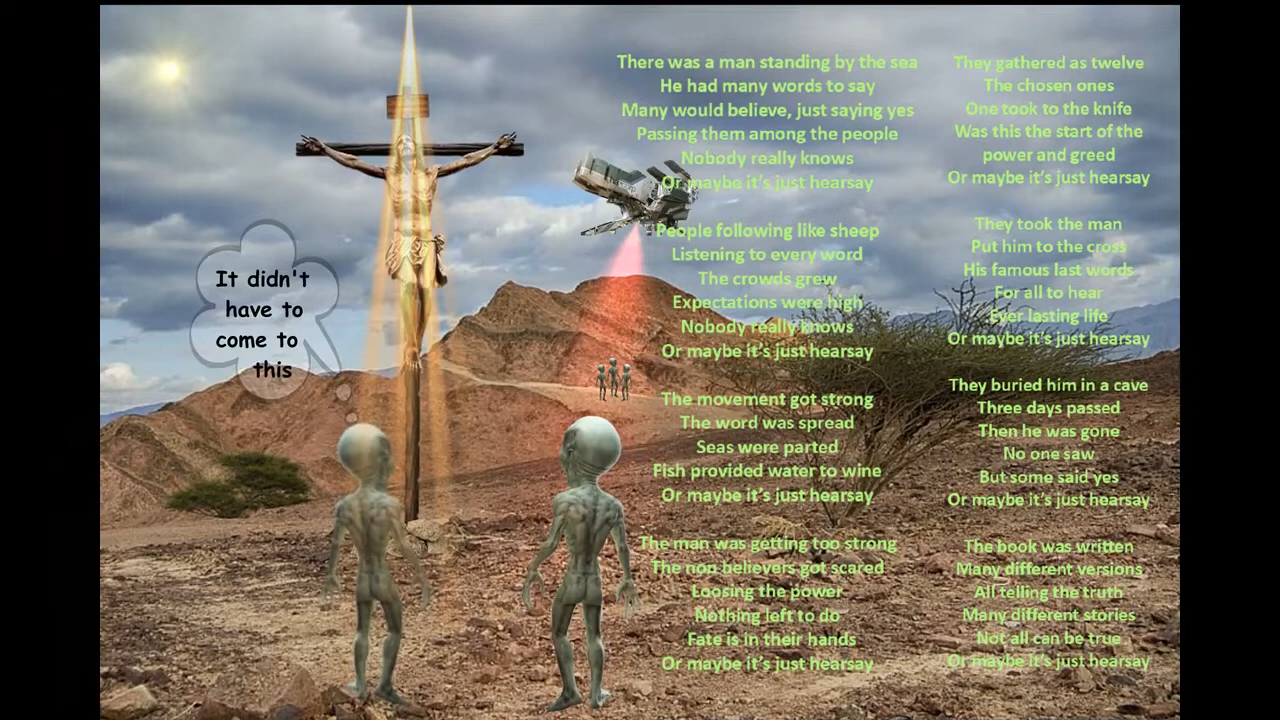 It didn't
have to
come to
this
There was a man standing by the sea
He had many words to say
Many would believe, just saying yes
Passing them among the people
Nobody really knows
Or maybe it's just hearsay
People following like sheep
Listening to every word
The crowds grew
Expectations were high
Nobody really knows
Or maybe it's just hearsay
The movement got strong
The word was spread
Seas were parted
Fish provided water to wine
Or maybe it's just hearsay
The man was getting too strong
The non believers got scared
Loosing the power
Nothing left to do
Fate is in their hands
Or maybe it's just hearsay
They gathered as twelve
The chosen ones
One took to the knife
Was this the start of the
power and greed
Or maybe it's just hearsay
They took the man
Put him to the cross
His famous last words
For all to hear
Ever lasting life
Or maybe it's just hearsay
They buried him in a cave
Three days passed
Then he was gone
No one saw
But some said yes
Or maybe it's just hearsay
The book was written
Many different versions
All telling the truth
Many different stories
Not all can be true
Or maybe it's just hearsay